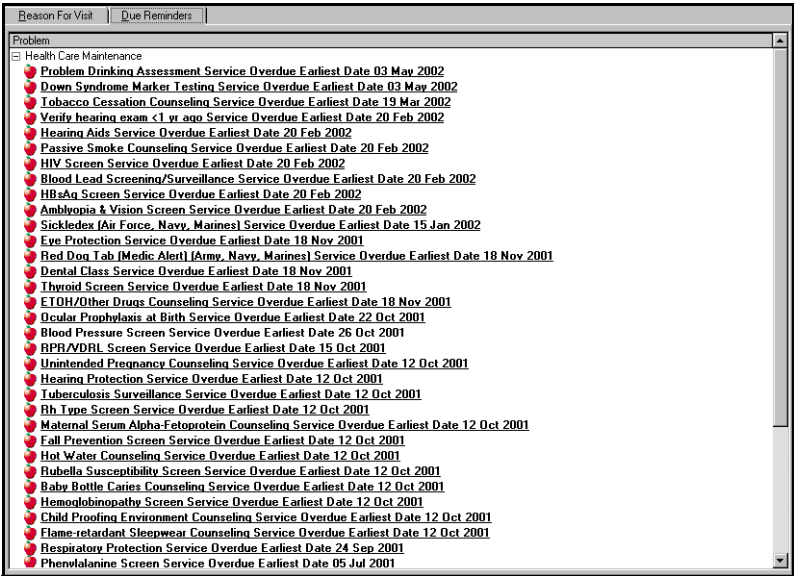 Reason For Visit Due Reminders
Problem
Health Care Maintenance
Problem Drinking Assessment Service Overdue Earliest Date 03 May 2002
Down Syndrome Marker Testing Service Overdue Earliest Date 03 May 2002
Tobacco Cessation Counseling Service Overdue Earliest Date 19 Mar 2002
Verify hearing exam <1 yr ago Service Overdue Earliest Date 20 Feb 2002
Hearing Aids Service Overdue Earliest Date 20 Feb 2002
Passive Smoke Counseling Service Overdue Earliest Date 20 Feb 2002
HIV Screen Service Overdue Earliest Date 20 Feb 2002
Blood Lead Screening/Surveillance Service Overdue Earliest Date 20 Feb 2002
HBsAg Screen Service Overdue Earliest Date 20 Feb 2002
Amblyopia & Vision Screen Service Overdue Earliest Date 20 Feb 2002
Sickledex (Air Force, Navy, Marines) Service Overdue Earliest Date 15 Jan 2002
Eye Protection Service Overdue Earliest Date 18 Nov 2001
Red Dog Tab (Medic Alert) (Army, Navy, Marines) Service Overdue Earliest Date 18 Nov 2001
Dental Class Service Overdue Earliest Date 18 Nov 2001
Thyroid Screen Service Overdue Earliest Date 18 Nov 2001
ETOH/Other Drugs Counseling Service Overdue Earliest Date 18 Nov 2001
Ocular Prophylaxis at Birth Service Overdue Earliest Date 22 Oct 2001
Blood Pressure Screen Service Overdue Earliest Date 26 Oct 2001
RPR/VDRL Screen Service Overdue Earliest Date 15 Oct 2001
Unintended Pregnancy Counseling Service Overdue Earliest Date 12 Oct 2001
Hearing Protection Service Overdue Earliest Date 12 Oct 2001
Tuberculosis Surveillance Service Overdue Earliest Date 12 Oct 2001
Rh Type Screen Service Overdue Earliest Date 12 Oct 2001
Maternal Serum Alpha-Fetoprotein Counseling Service Overdue Earliest Date 12 Oct 2001
Fall Prevention Screen Service Overdue Earliest Date 12 Oct 2001
Hot Water Counseling Service Overdue Earliest Date 12 Oct 2001
Rubella Susceptibility Screen Service Overdue Earliest Date 12 Oct 2001
Baby Bottle Caries Counseling Service Overdue Earliest Date 12 Oct 2001
Hemoglobinopathy Screen Service Overdue Earliest Date 12 Oct 2001
Child Proofing Environment Counseling Service Overdue Earliest Date 12 Oct 2001
Flame-retardant Sleepwear Counseling Service Overdue Earliest Date 12 Oct 2001
Respiratory Protection Service Overdue Earliest Date 24 Sep 2001
Phenylalanine Screen Service Overdue Earliest Date 05 Jul 2001